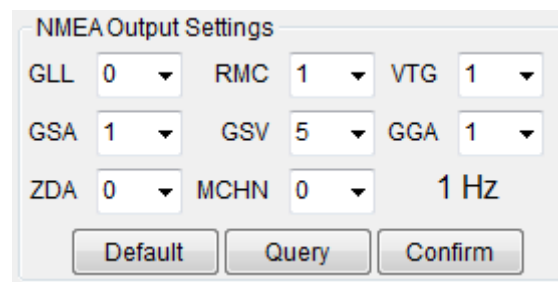 NMEA Output Settings
GLL 0 RMC 1 VTG 1
GSA 1 GSV 5 GGA 1
ZDA 0 MCHN 0 1 Hz
Default Query Confirm